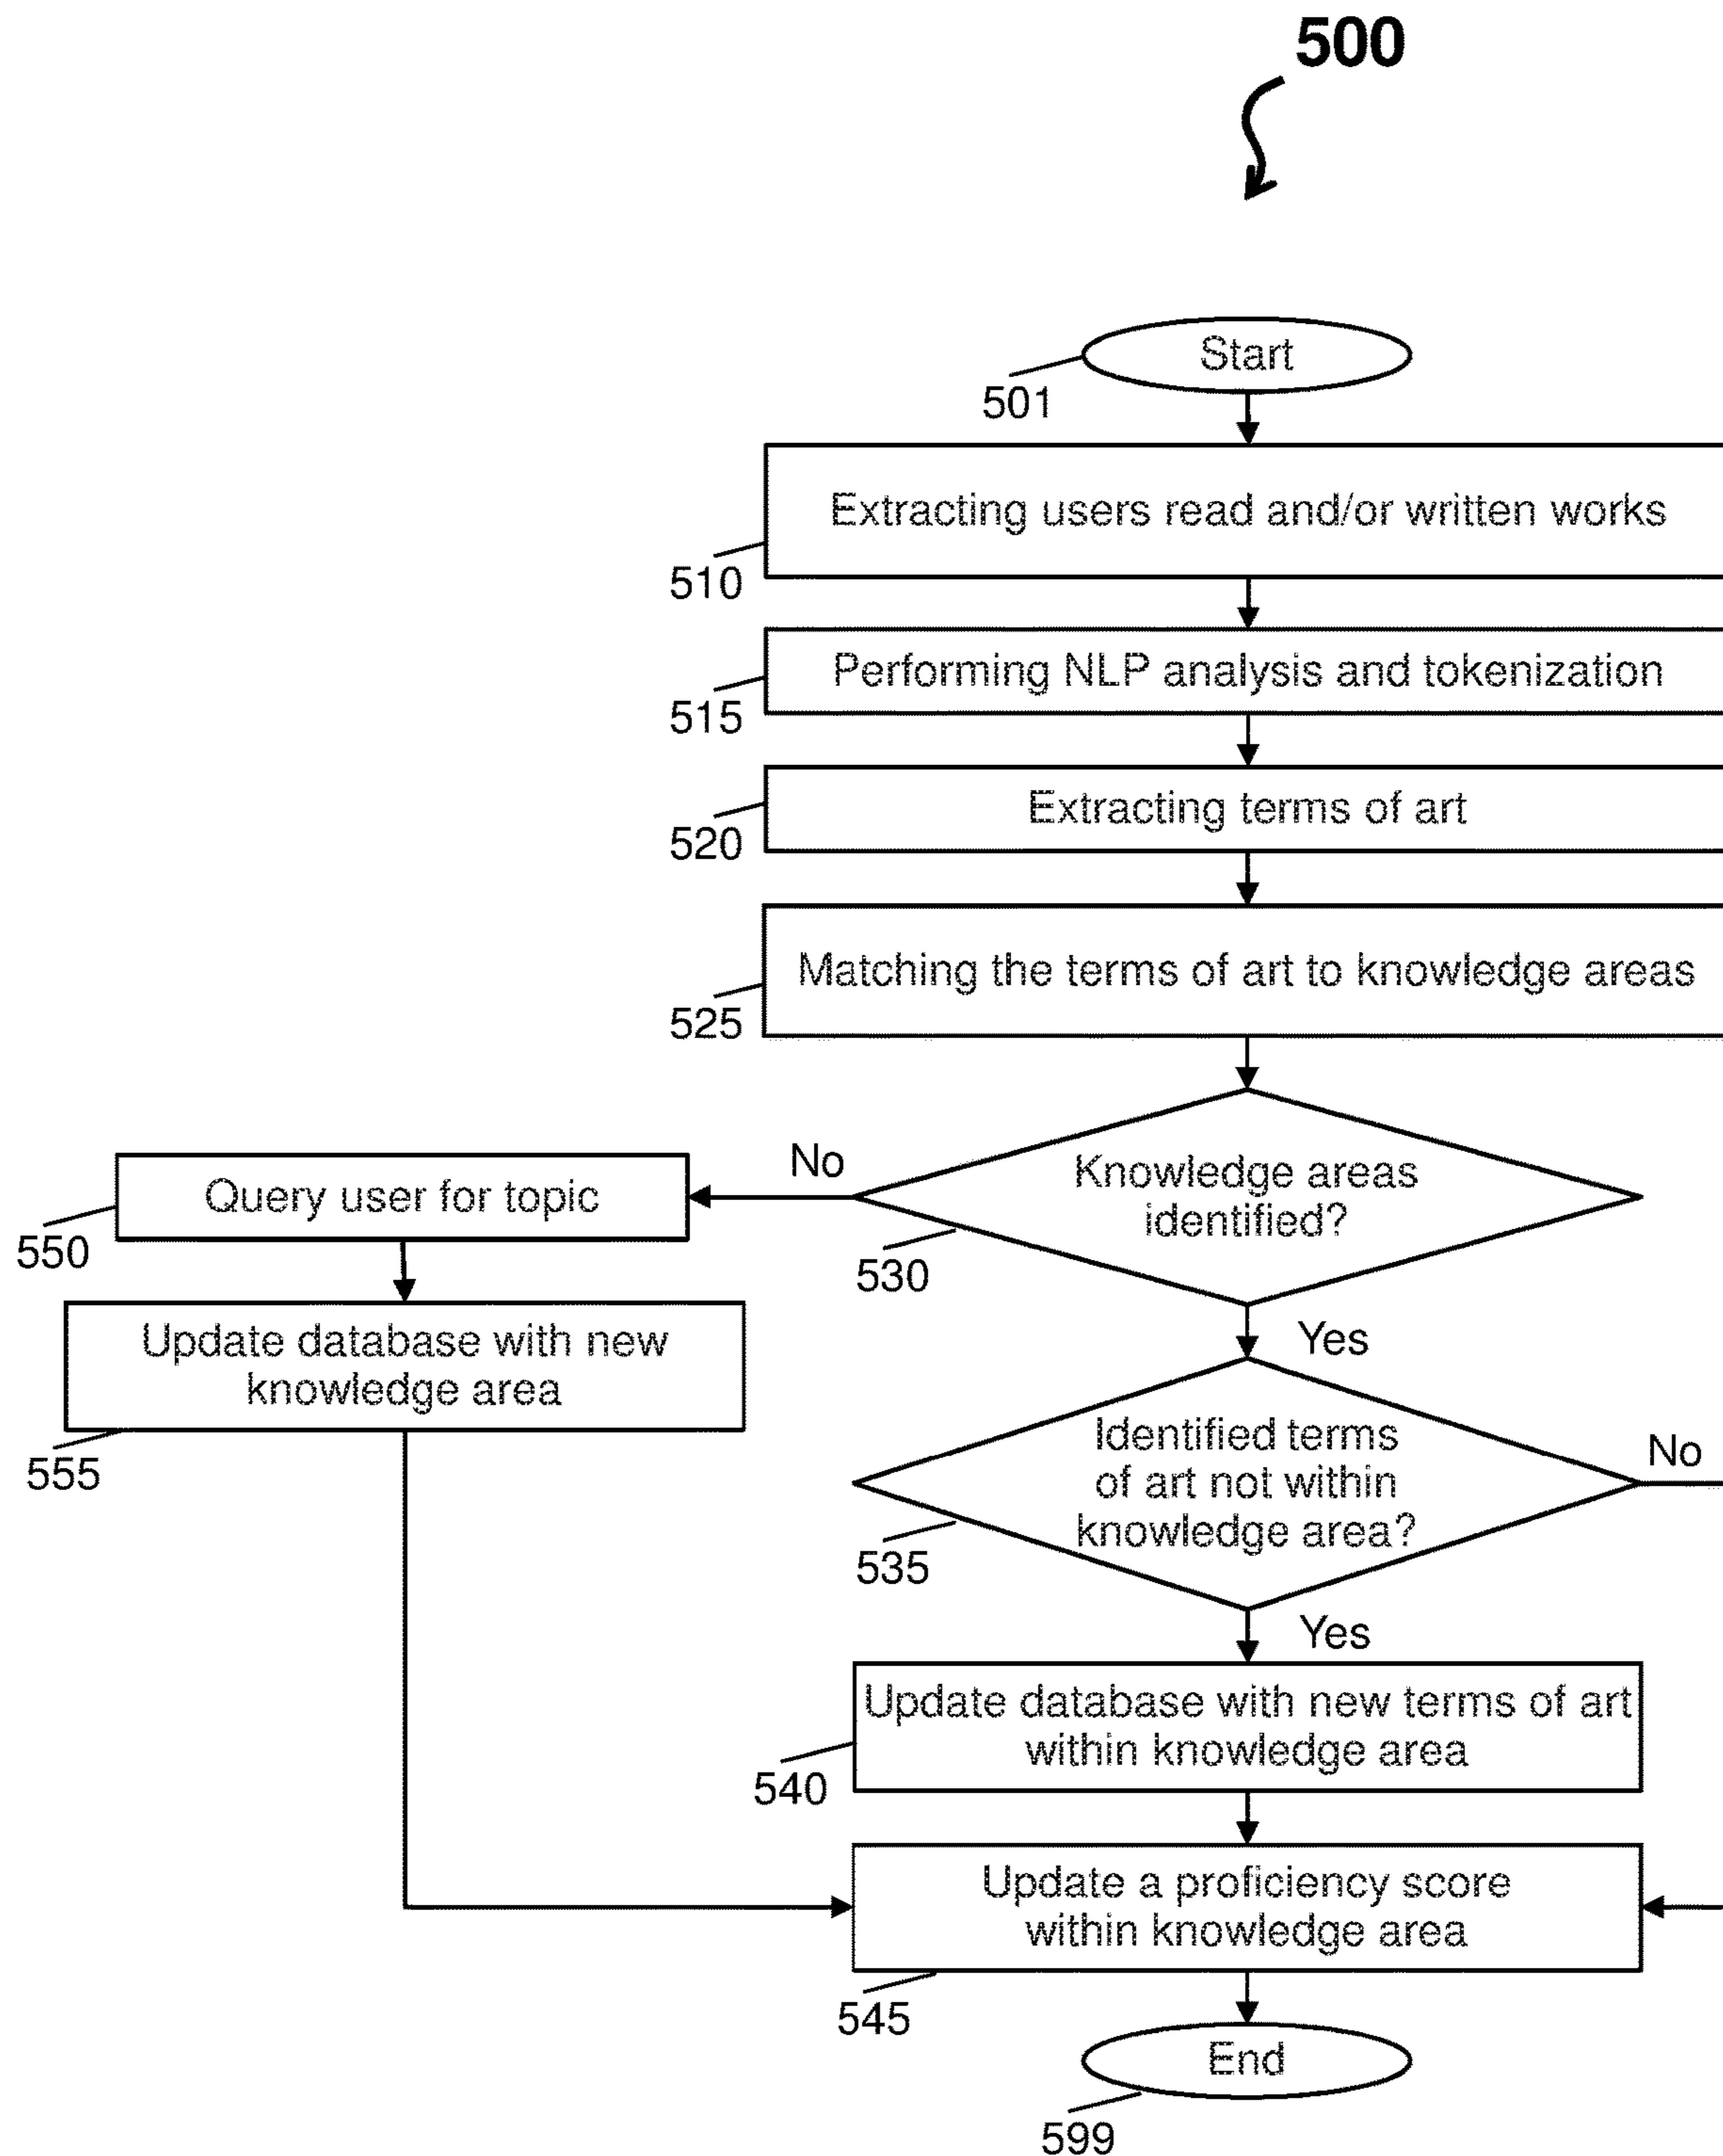 500
Start
501
Extracting users read and/or written works
510
Performing NLP analysis and tokenization
515
Extracting terms of art
520
Matching the terms of art to knowledge areas
525
Knowledge areas
identified?
530
No
Query user for topic
550
Update database with new
knowledge area
555
Yes
Identified terms
of art not within
knowledge area?
535
No
Yes
Update database with new terms of art
within knowledge area
540
Update a proficiency score
within knowledge area
545
End
599